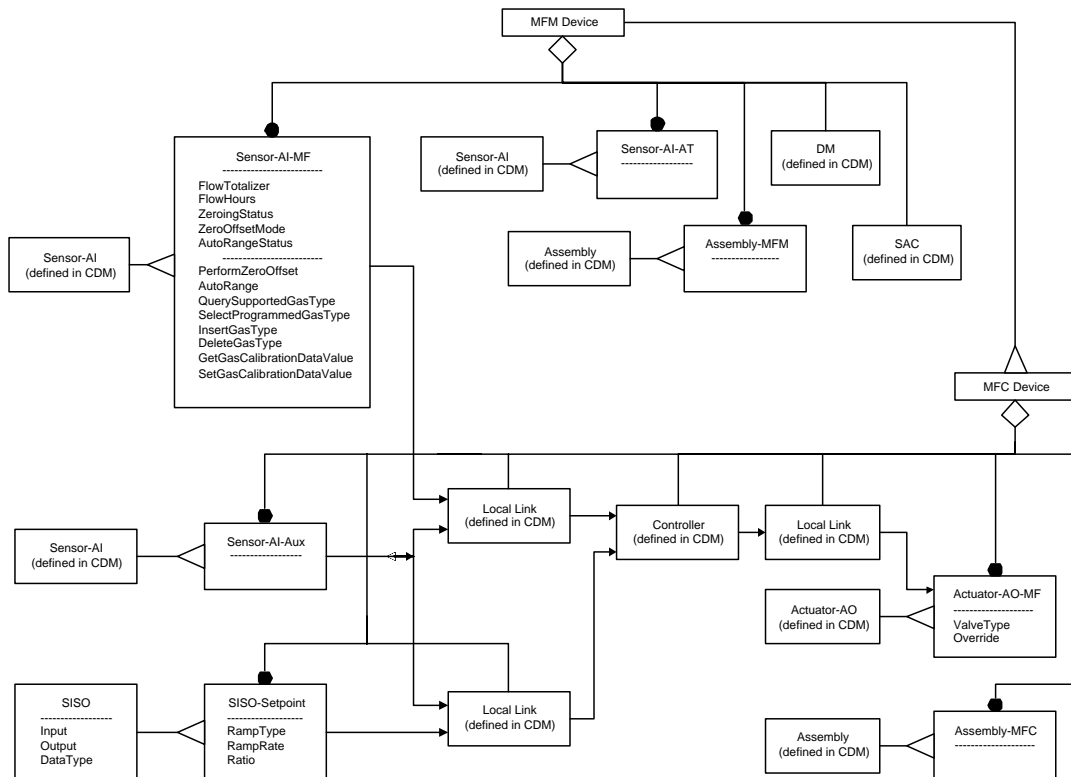 MFM Device
Sensor-AI-MF
-------------------------
FlowTotalizer
FlowHours
ZeroingStatus
ZeroOffsetMode
AutoRangeStatus
-------------------------
PerformZeroOffset
AutoRange
QuerySupportedGasType
SelectProgrammedGasType
InsertGasType
DeleteGasType
GetGasCalibrationDataValue
SetGasCalibrationDataValue
Sensor-AI
(defined in CDM)
Sensor-AI
(defined in CDM)
Sensor-AI-AT
------------------
DM
(defined in CDM)
Assembly
(defined in CDM)
Assembly-MFM
-----------------
SAC
(defined in CDM)
MFC Device
Sensor-AI
(defined in CDM)
Sensor-AI-Aux
------------------
Local Link
(defined in CDM)
Controller
(defined in CDM)
Local Link
(defined in CDM)
Actuator-AO
(defined in CDM)
Actuator-AO-MF
--------------------
ValveType
Override
SISO
------------------
Input
Output
DataType
SISO-Setpoint
-------------------
RampType
RampRate
Ratio
Local Link
(defined in CDM)
Assembly
(defined in CDM)
Assembly-MFC
--------------------